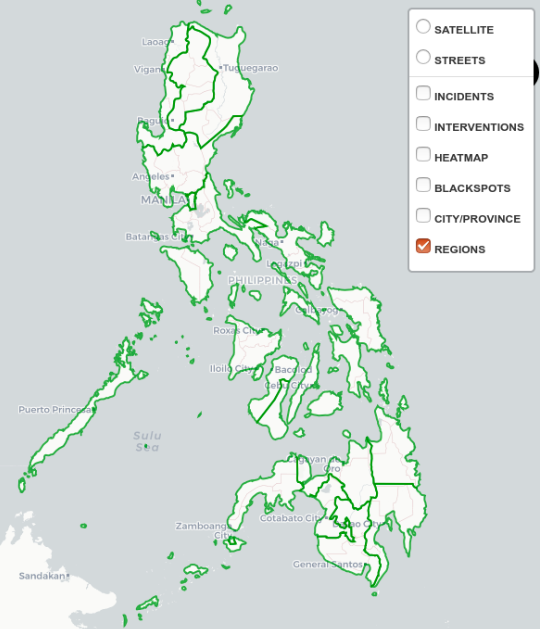 SATELLITE
STREETS
INCIDENTS
INTERVENTIONS
HEATMAP
BLACKSPOTS
CITY/PROVINCE
REGIONS
Laoag
Vigan
Tuguegarao
Baguio
Angeles
MANILA
Batangas City
Naga
Legazpi
PHILIPPINES
Calbayog
Roxas City
Iloilo City
Bacolod
Cebu City
Puerto Princesa
Sulu
Sea
Cagayan de
Oro
Cotabato City
Davao City
Zamboanga
City
General Santos
Sandakan